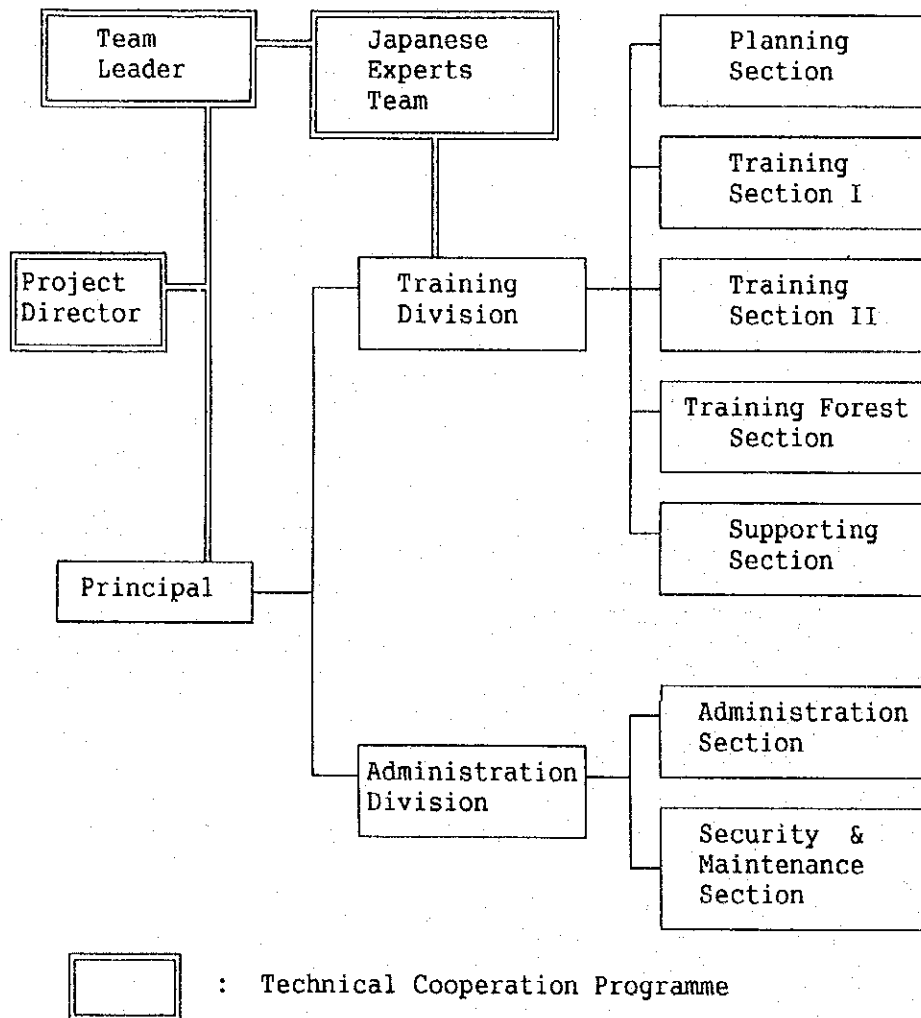 Team
Leader
Japanese
Experts
Team
Planning
Section
Training
Section I
Project
Director
Training
Division
Training
Section II
Training Forest
Section
Supporting
Section
Principal
Administration
Division
Administration
Section
Security &
Maintenance
Section
: Technical Cooperation Programme